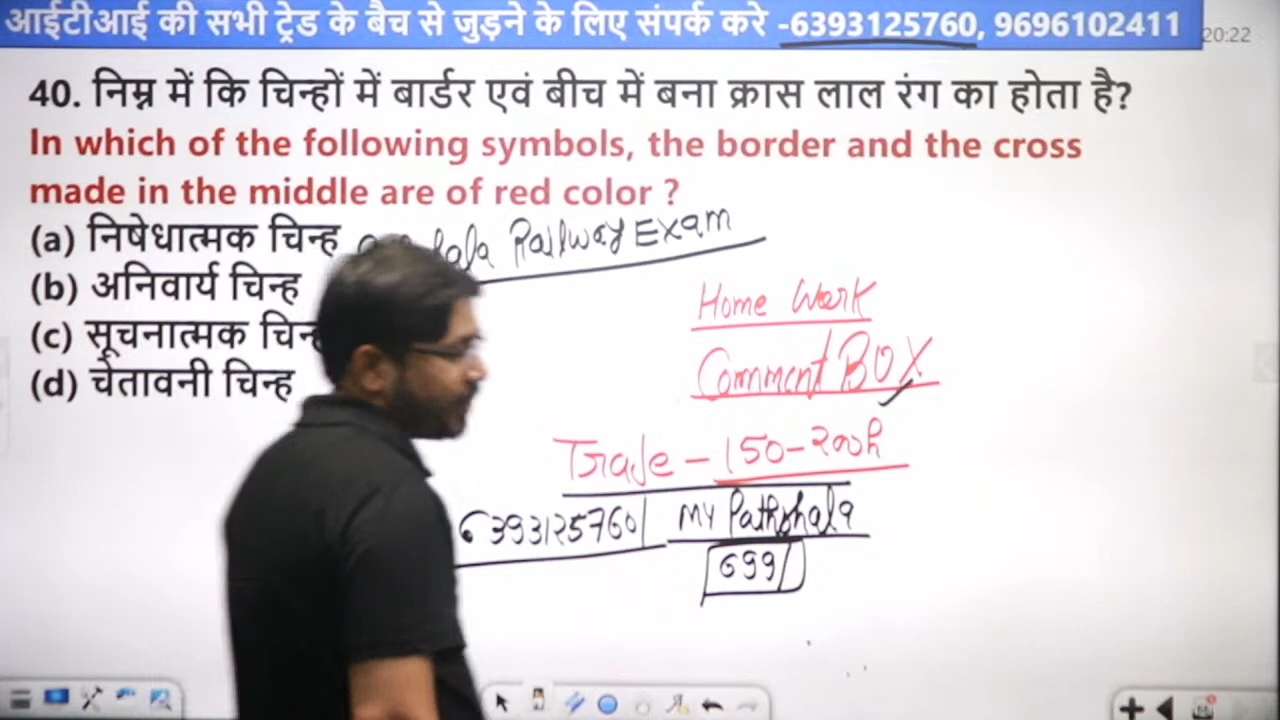 आईटीआई की सभी ट्रेड के बैच से जुड़ने के लिए संपर्क करे -6393125760, 9696102411
20:22
40. निम्न में कि चिन्हों में बार्डर एवं बीच में बना क्रास लाल रंग का होता है?
In which of the following symbols, the border and the cross
made in the middle are of red color ?
(a) निषेधात्मक चिन्ह
Railway Exam
(b) अनिवार्य चिन्ह
Home Work
(c) सूचनात्मक
Comment BOX
(d) चेतावनी चिन्ह
Trade - 150-200h
6393125760/ MY Pathshala
699/